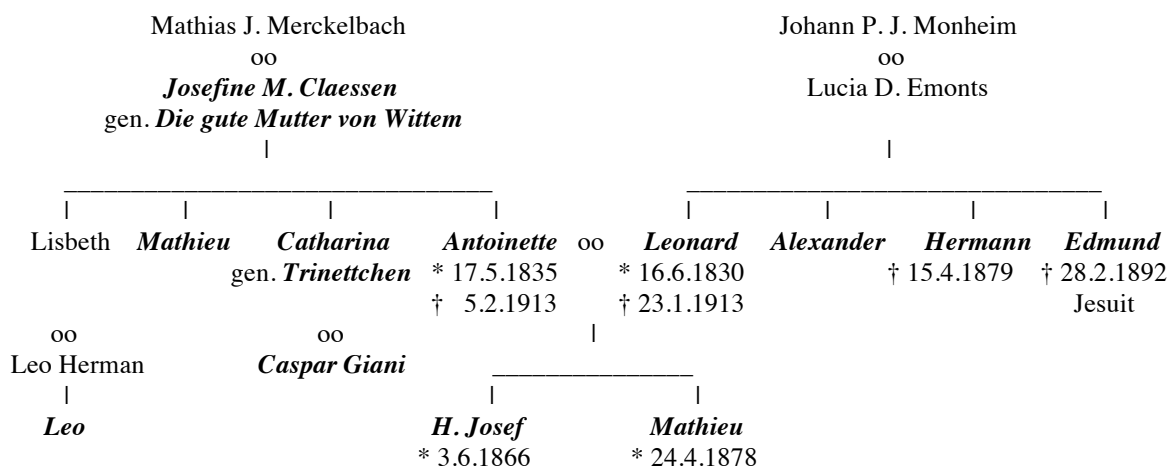 Mathias J. Merckelbach Johann P. J. Monheim
oo oo
Josefine M. Claessen Lucia D. Emonts
gen. Die gute Mutter von Wittem
Lisbeth Mathieu Catharina Antoinette oo Leonard Alexander Hermann Edmund
gen. Trinettchen * 17.5.1835 * 16.6.1830 † 15.4.1879 † 28.2.1892
† 5.2.1913 † 23.1.1913 Jesuit
oo oo
Leo Herman Caspar Giani
Leo H. Josef Mathieu
* 3.6.1866 * 24.4.1878